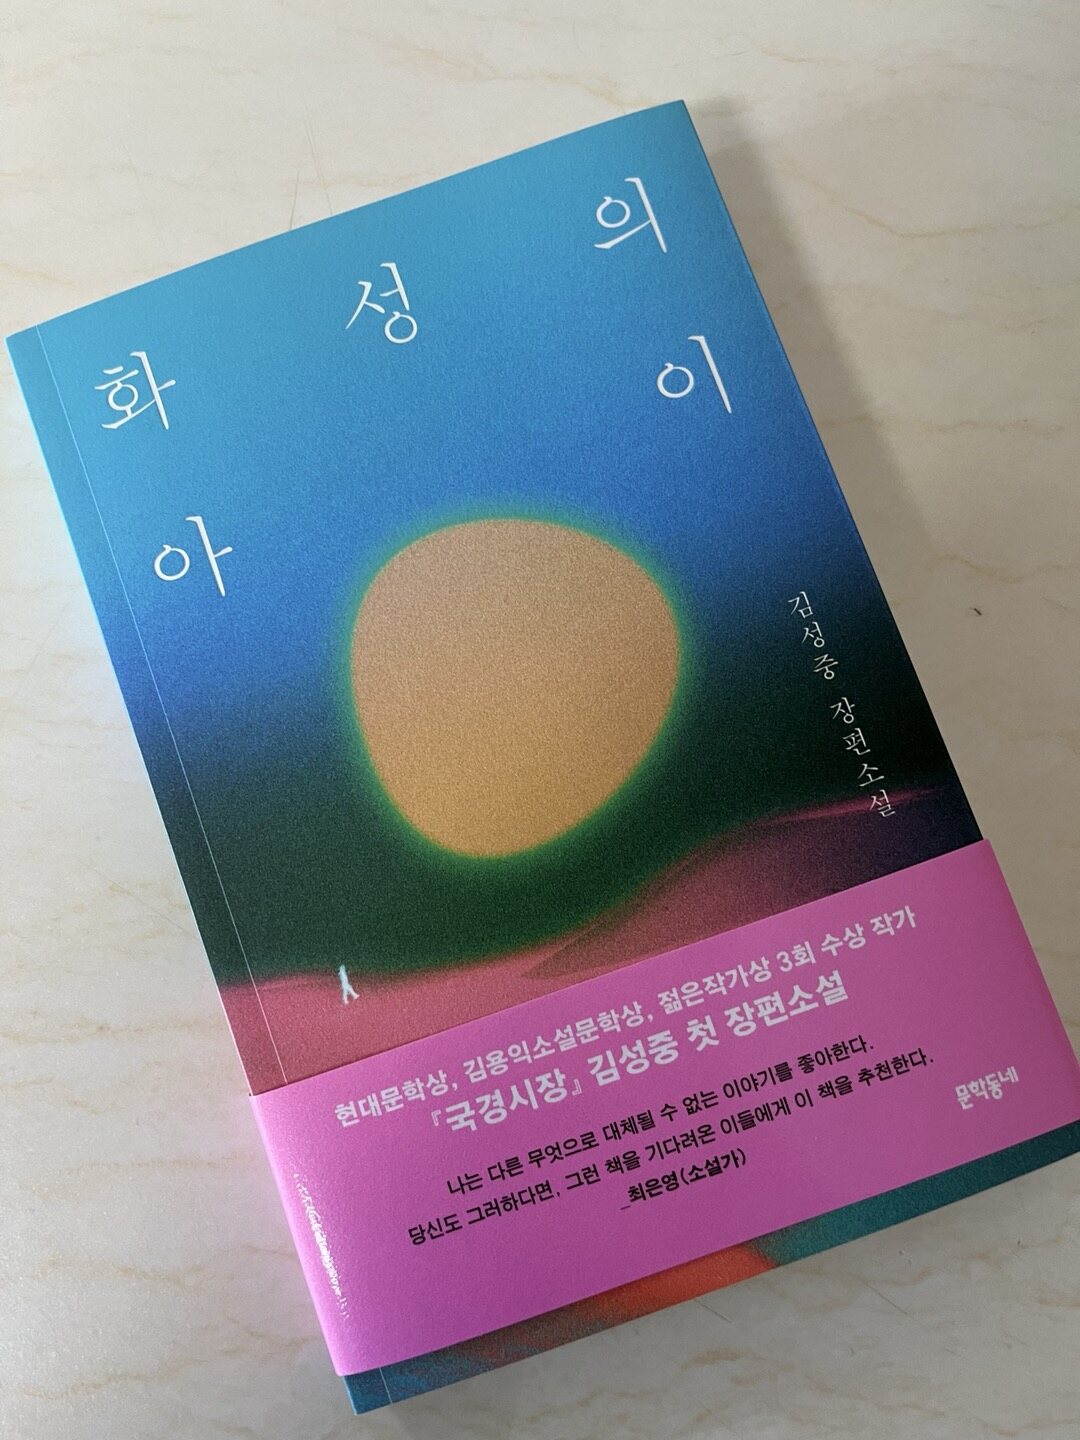 화성의
아이
김성중 장편소설
현대문학상, 김용익소설문학상, 젊은작가상 3회 수상 작가
『국경시장』 김성중 첫 장편소설
나는 다른 무엇으로 대체될 수 없는 이야기를 좋아한다.
당신도 그러하다면, 그런 책을 기다려온 이들에게 이 책을 추천한다.
_최은영(소설가)
문학동네